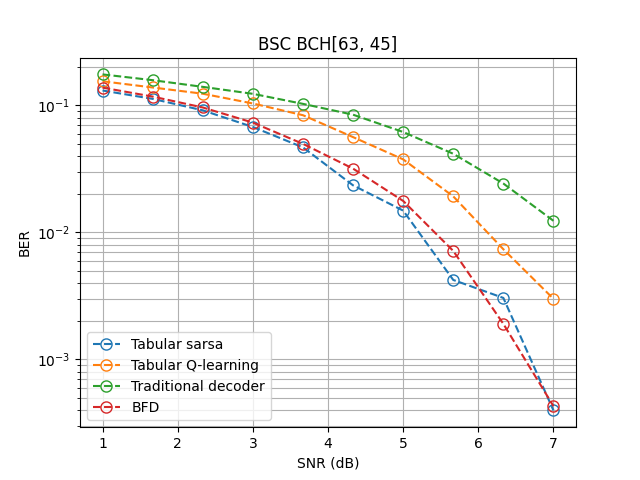 BSC BCH[63, 45]
BER
10⁻¹
10⁻²
10⁻³
Tabular sarsa
Tabular Q-learning
Traditional decoder
BFD
1 2 3 4 5 6 7
SNR (dB)